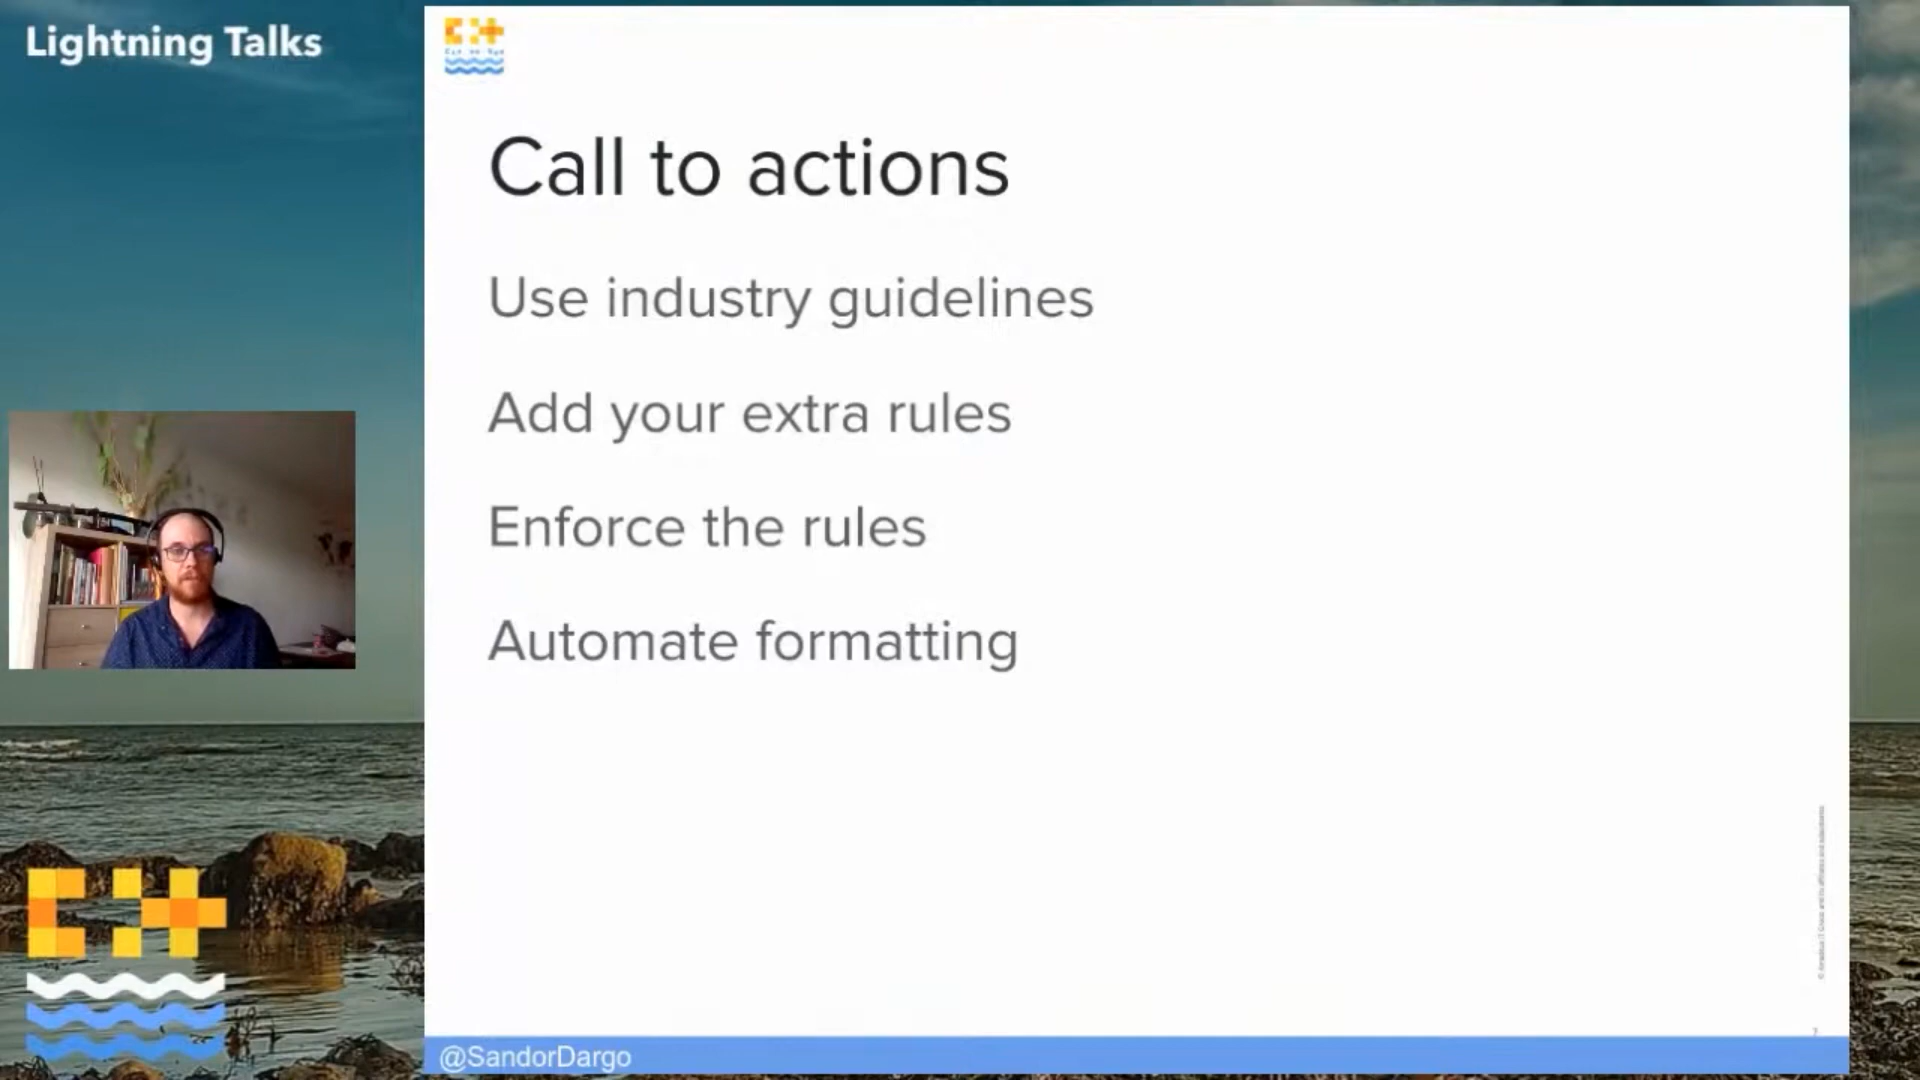 Lightning Talks
Call to actions
Use industry guidelines
Add your extra rules
Enforce the rules
Automate formatting
@SandorDargo